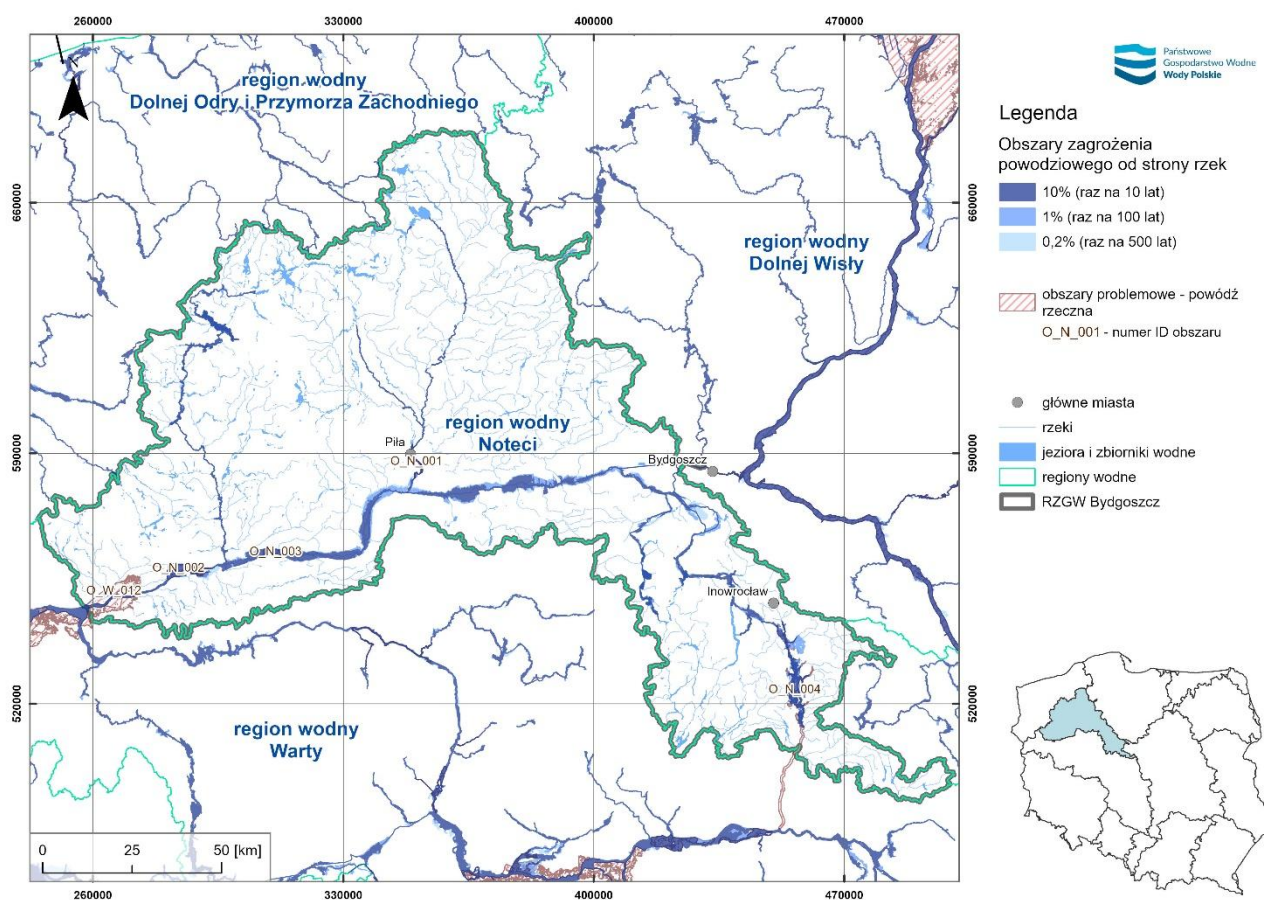 260000
330000
400000
470000
region wodny
Dolnej Odry i Przymorza Zachodniego
660000
660000
region wodny
Dolnej Wisły
region wodny
Noteci
Piła
O_N_001
Bydgoszcz
590000
590000
O_N_003
O_N_002
O_W_012
Inowrocław
O_N_004
520000
520000
region wodny
Warty
0
25
50 [km]
260000
330000
400000
470000
Państwowe
Gospodarstwo Wodne
Wody Polskie
Legenda
Obszary zagrożenia
powodziowego od strony rzek
10% (raz na 10 lat)
1% (raz na 100 lat)
0,2% (raz na 500 lat)
obszary problemowe - powódź
rzeczna
O_N_001 - numer ID obszaru
główne miasta
rzeki
jeziora i zbiorniki wodne
regiony wodne
RZGW Bydgoszcz